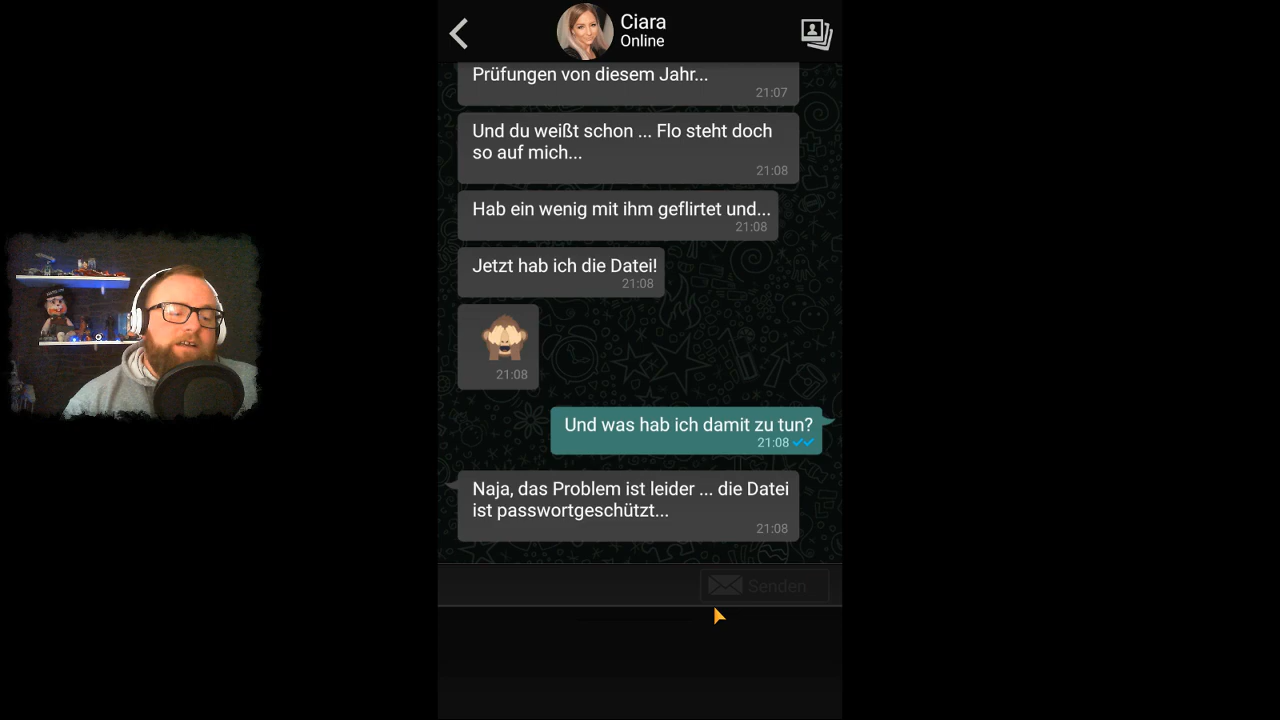 Ciara
Online
Prüfungen von diesem Jahr...
21:07
Und du weißt schon ... Flo steht doch
so auf mich...
21:08
Hab ein wenig mit ihm geflirtet und...
21:08
Jetzt hab ich die Datei!
21:08
21:08
Und was hab ich damit zu tun?
21:08
Naja, das Problem ist leider ... die Datei
ist passwortgeschützt...
21:08
Senden